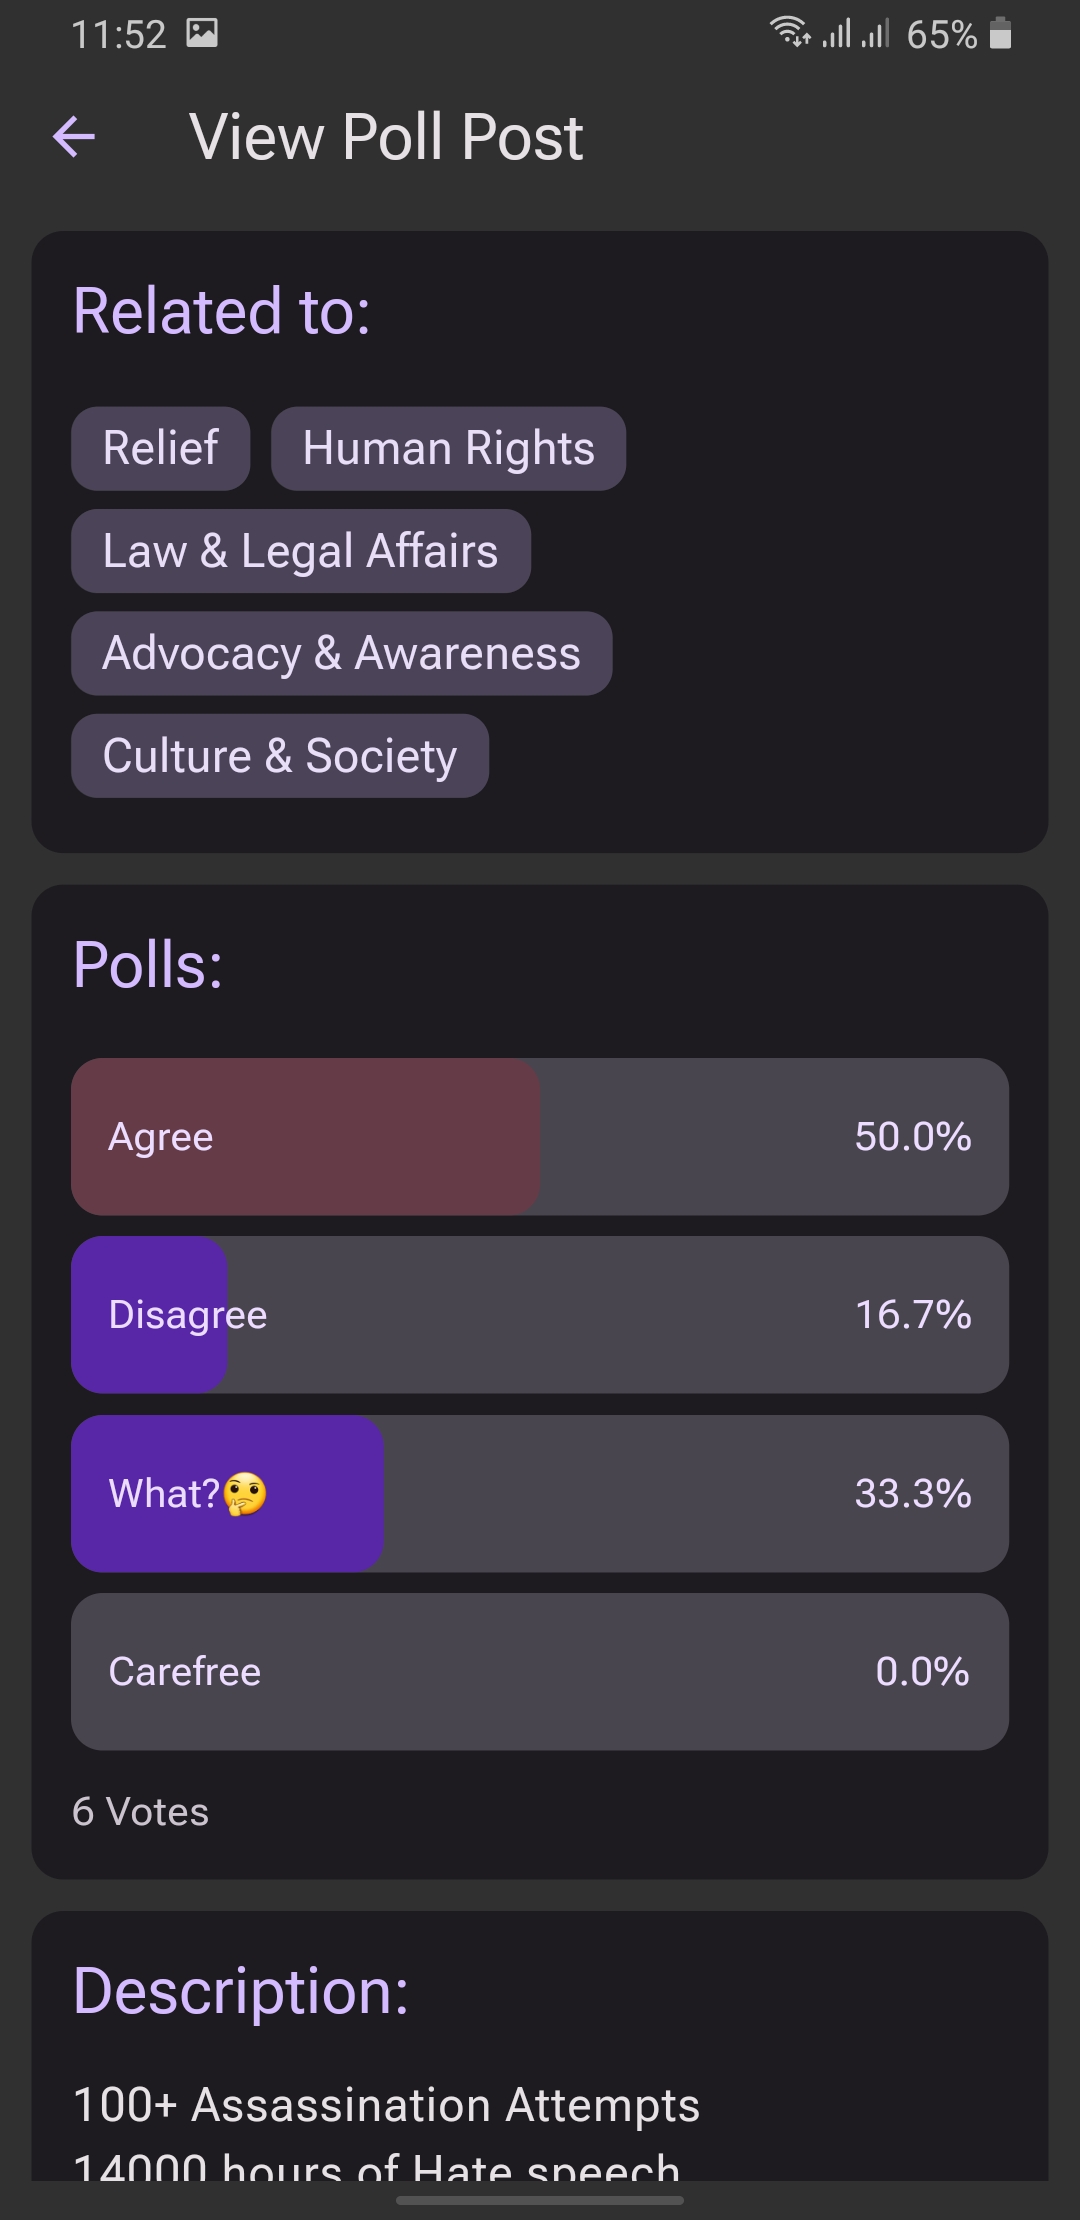 11:52 65%
View Poll Post
Related to:
Relief Human Rights
Law & Legal Affairs
Advocacy & Awareness
Culture & Society
Polls:
Agree 50.0%
Disagree 16.7%
What?🤔 33.3%
Carefree 0.0%
6 Votes
Description:
100+ Assassination Attempts
14000 hours of Hate speech